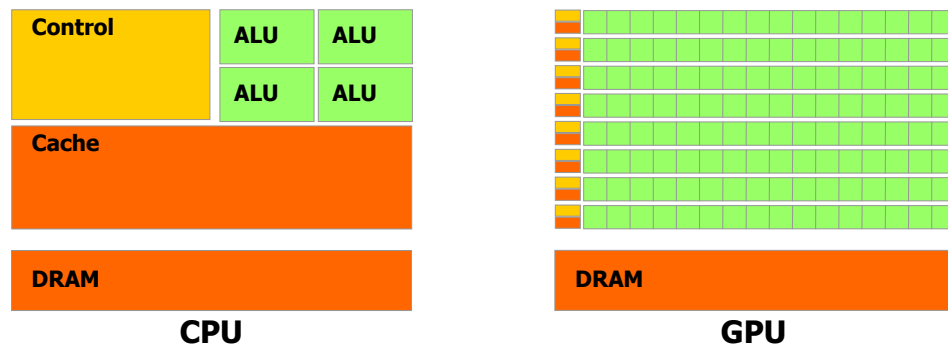 Control
ALU ALU
ALU ALU
Cache
DRAM
CPU
DRAM
GPU